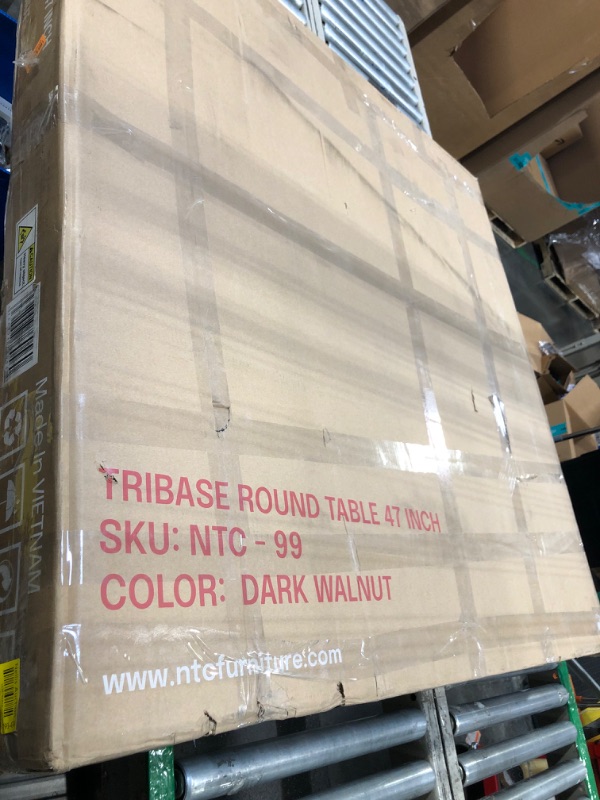 TRIBASE ROUND TABLE 47 INCH
SKU: NTC - 99
COLOR: DARK WALNUT
www.ntcfurniture.com
Made in VIETNAM